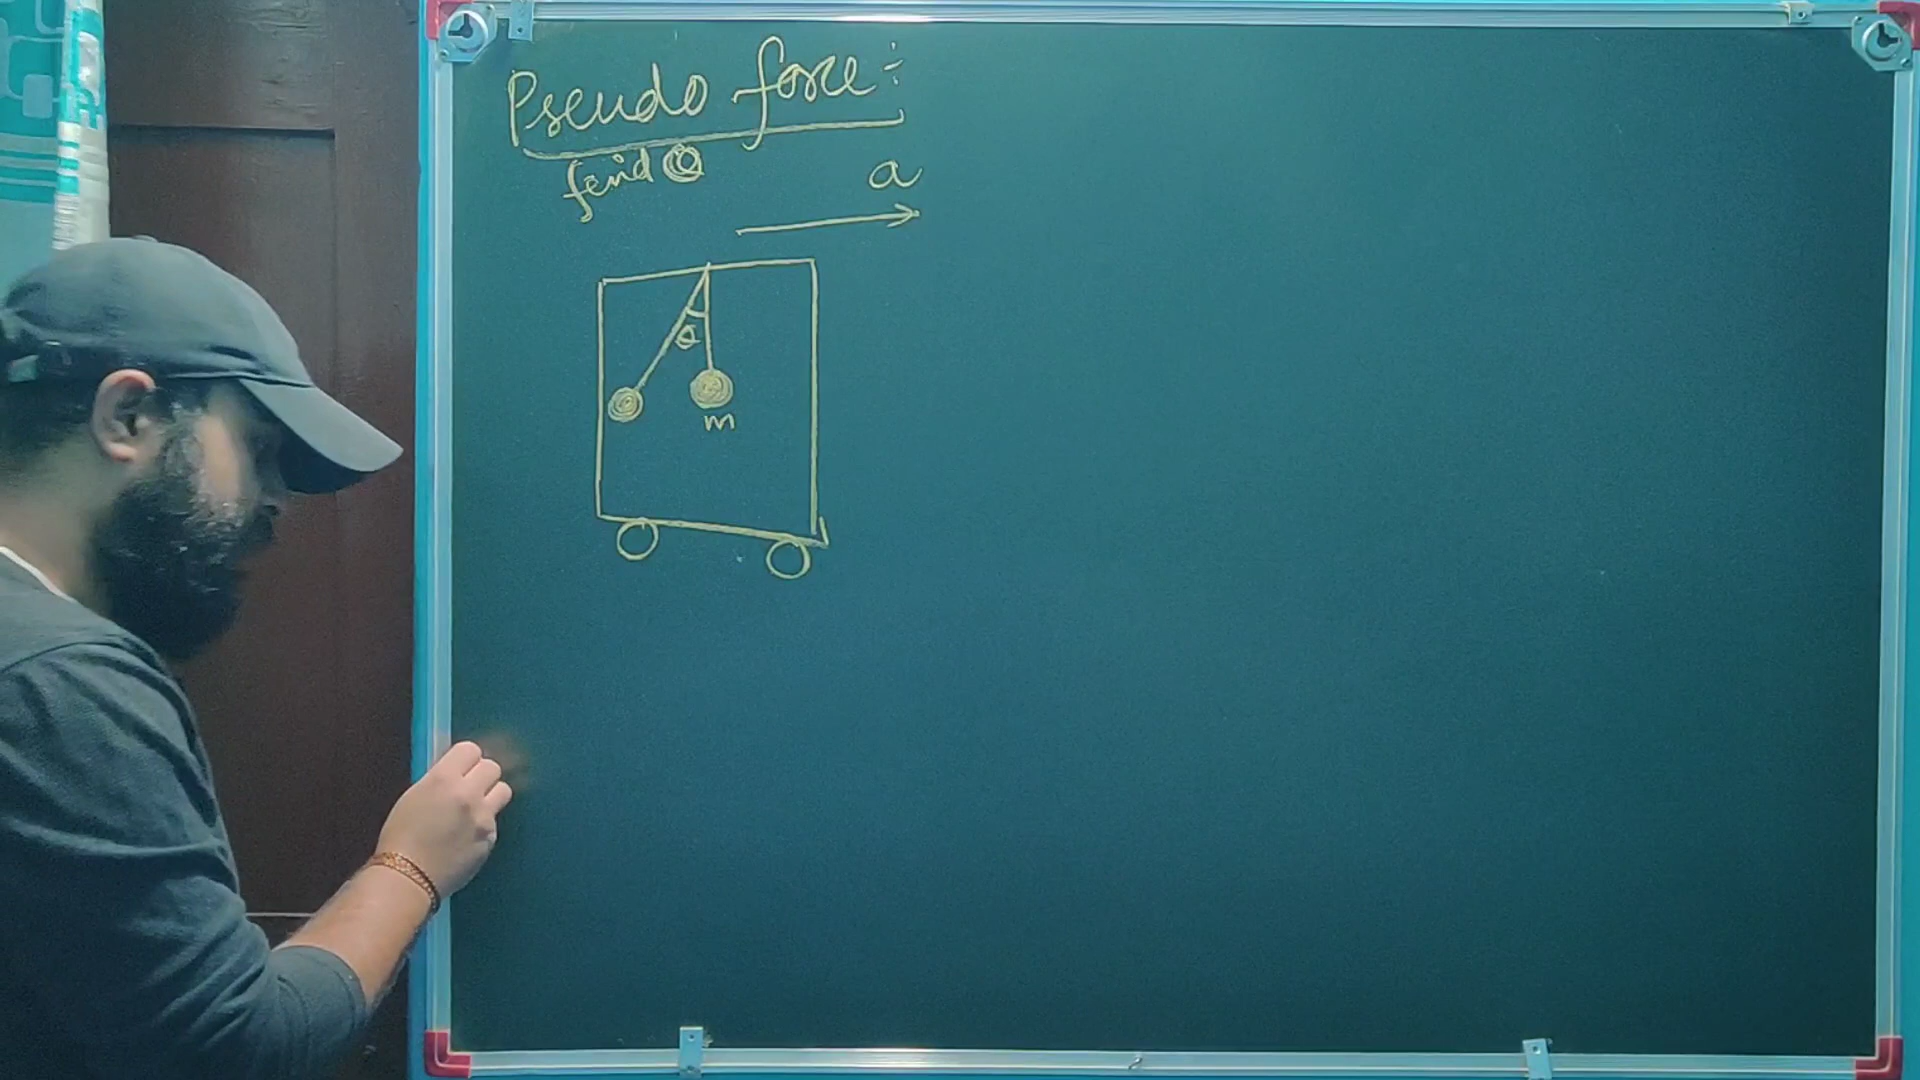 Pseudo force:
find θ
a
θ
m